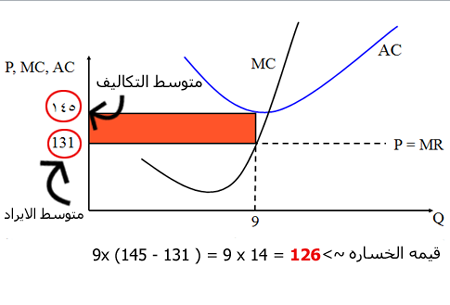 P, MC, AC
MC
AC
متوسط التكاليف
١٤٥
131
P = MR
متوسط الايراد
9
Q
9x (145 - 131 ) = 9 x 14 = 126 <~ قيمه الخساره